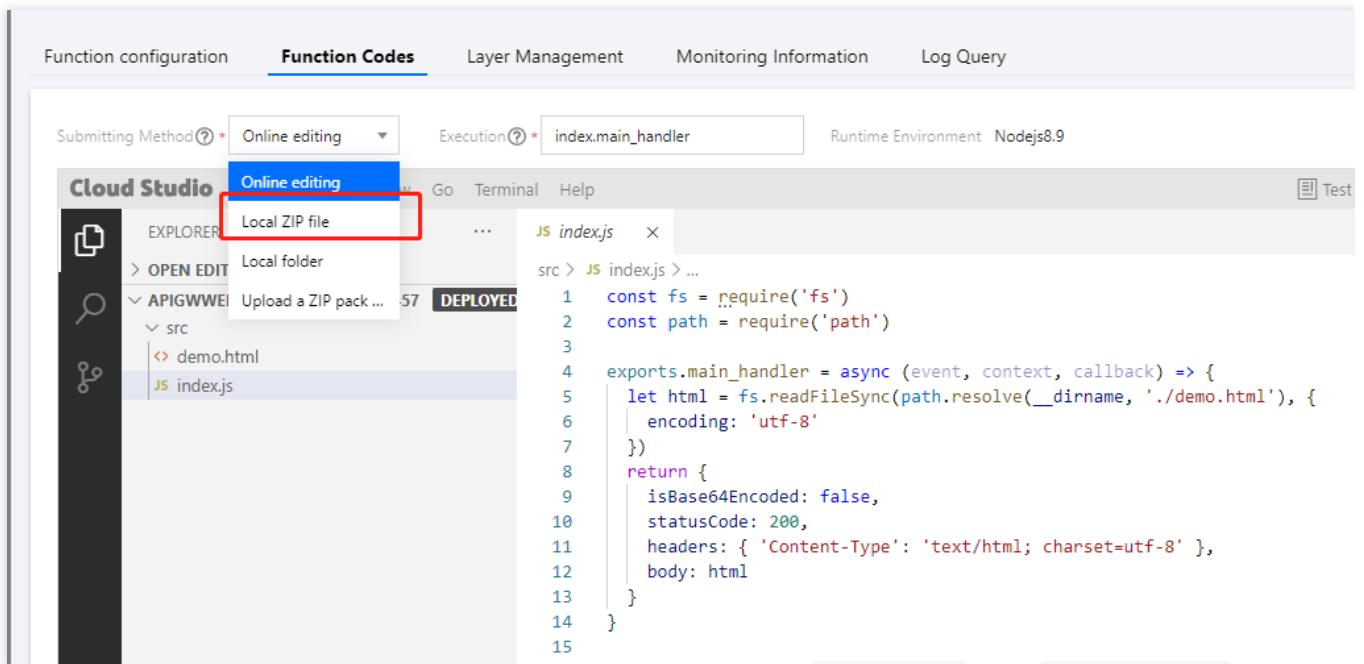 Function configuration Function Codes Layer Management Monitoring Information Log Query
Submitting Method ? * Online editing Execution ? * index.main_handler Runtime Environment Nodejs8.9
Cloud Studio Go Terminal Help Test
Online editing
Local ZIP file
Local folder
Upload a ZIP pack ...
EXPLORER ...
OPEN EDIT
APIGWWE 57 DEPLOYED
src
<> demo.html
JS index.js
JS index.js ×
src > JS index.js > ...
1 const fs = require('fs')
2 const path = require('path')
3
4 exports.main_handler = async (event, context, callback) => {
5 let html = fs.readFileSync(path.resolve(__dirname, './demo.html'), {
6 encoding: 'utf-8'
7 })
8 return {
9 isBase64Encoded: false,
10 statusCode: 200,
11 headers: { 'Content-Type': 'text/html; charset=utf-8' },
12 body: html
13 }
14 }
15